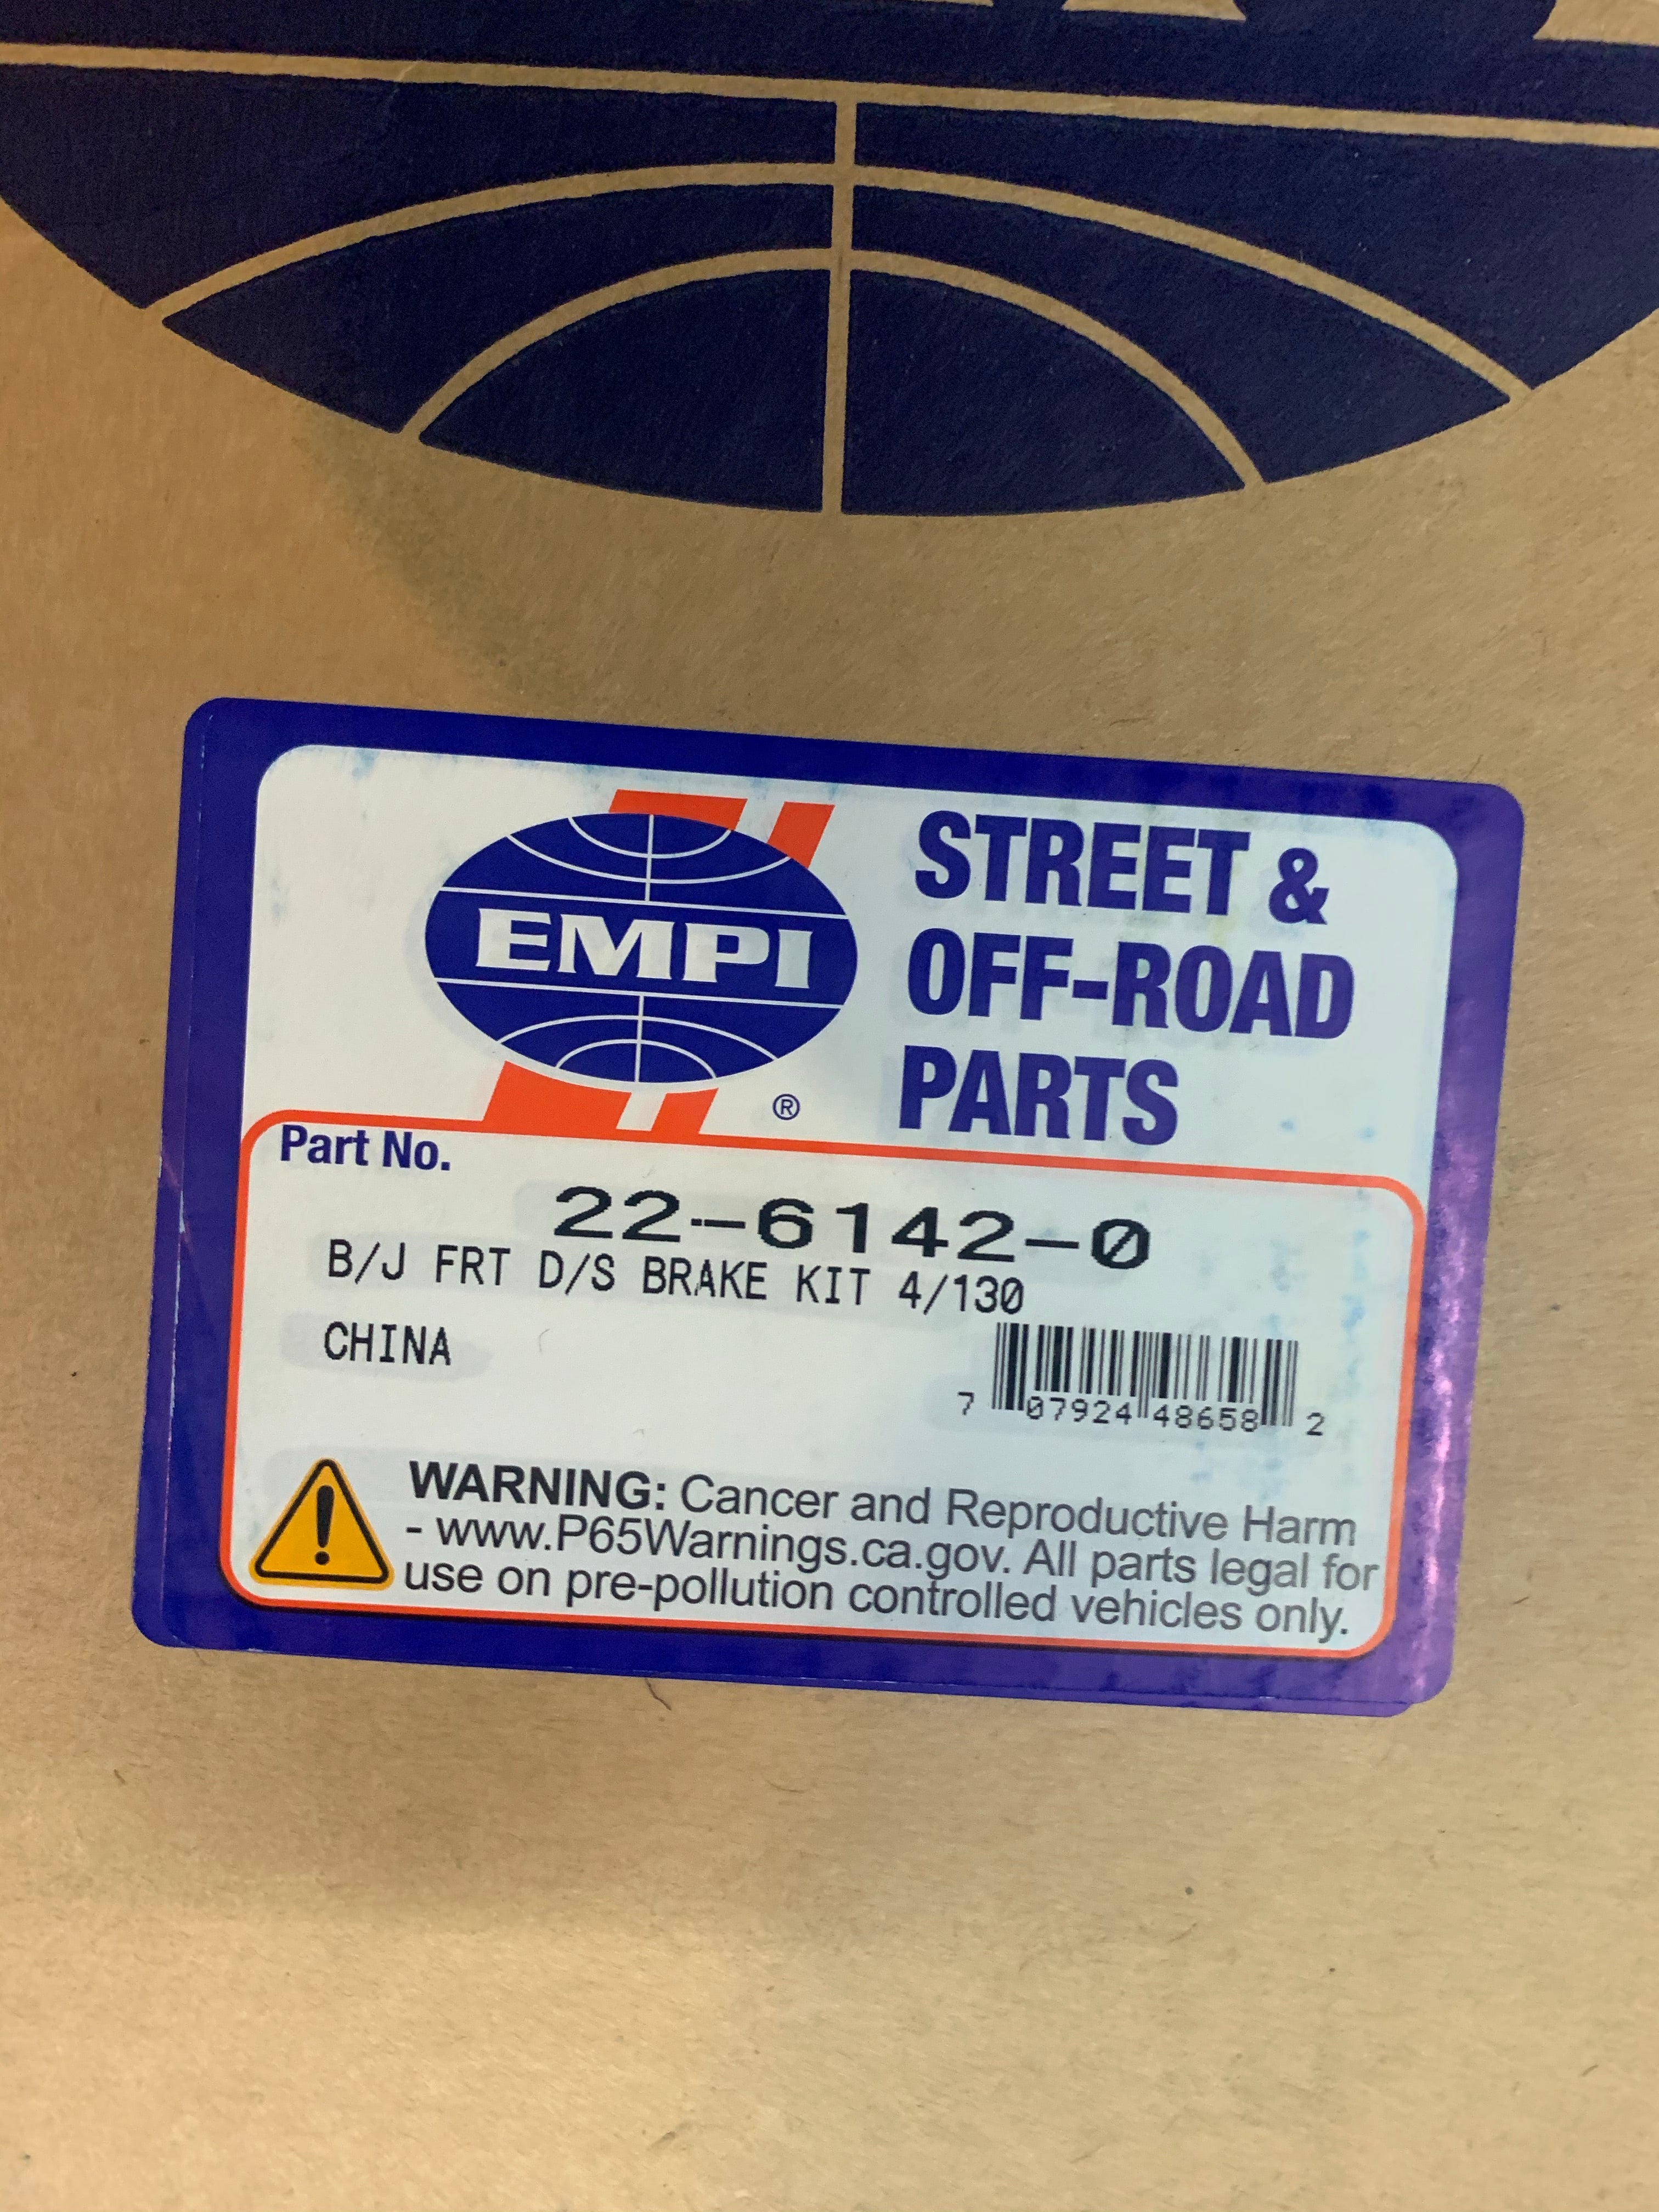 EMPI
®
STREET &
OFF-ROAD
PARTS
Part No.
22-6142-0
B/J FRT D/S BRAKE KIT 4/130
CHINA
7 07924 48658 2
WARNING: Cancer and Reproductive Harm
- www.P65Warnings.ca.gov. All parts legal for
use on pre-pollution controlled vehicles only.